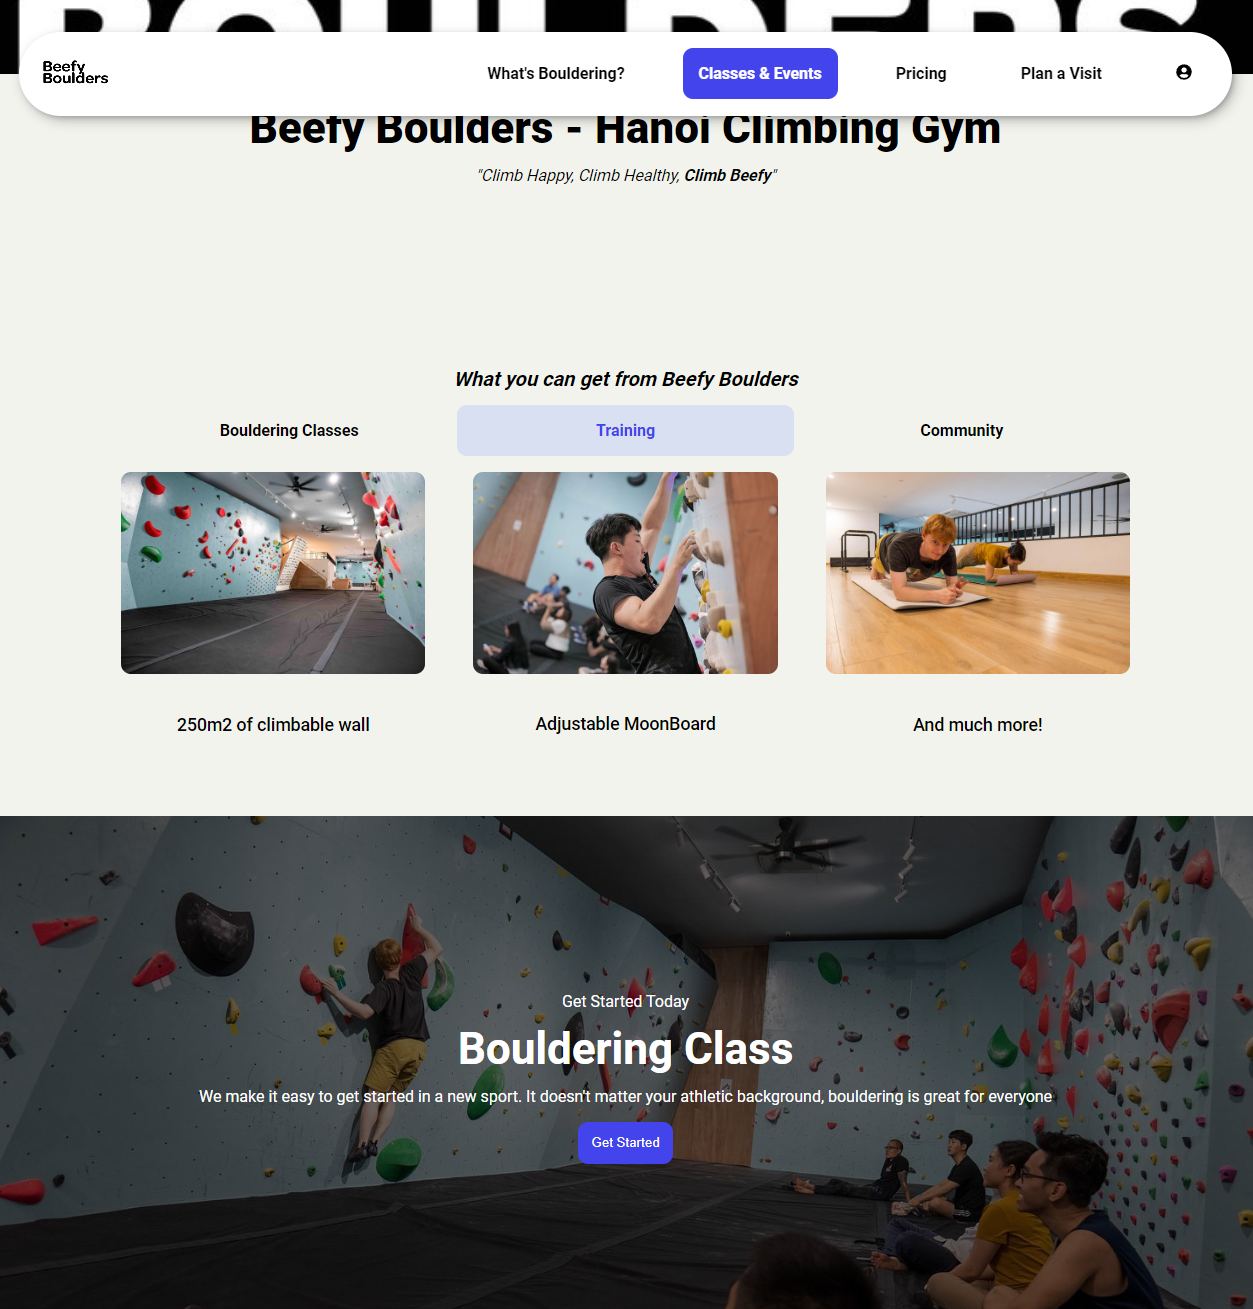 BOULDERS
Beefy
Boulders
What's Bouldering?
Classes & Events
Pricing
Plan a Visit
Beefy Boulders - Hanoi Climbing Gym
"Climb Happy, Climb Healthy, Climb Beefy"
What you can get from Beefy Boulders
Bouldering Classes
Training
Community
250m2 of climbable wall
Adjustable MoonBoard
And much more!
Get Started Today
Bouldering Class
We make it easy to get started in a new sport. It doesn't matter your athletic background, bouldering is great for everyone
Get Started